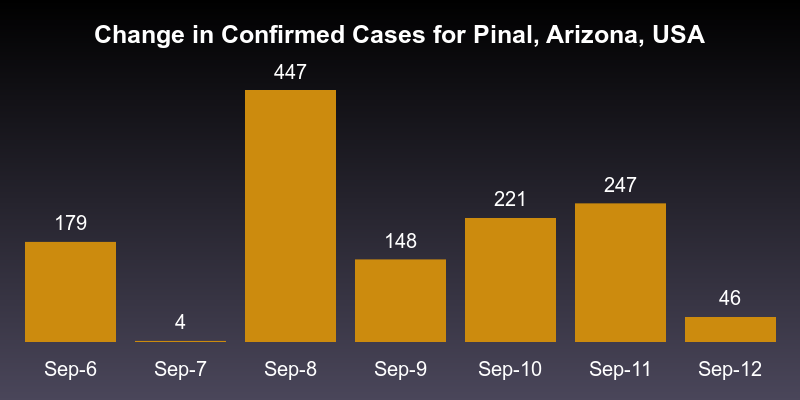 Change in Confirmed Cases for Pinal, Arizona, USA
179
4
447
148
221
247
46
Sep-6
Sep-7
Sep-8
Sep-9
Sep-10
Sep-11
Sep-12